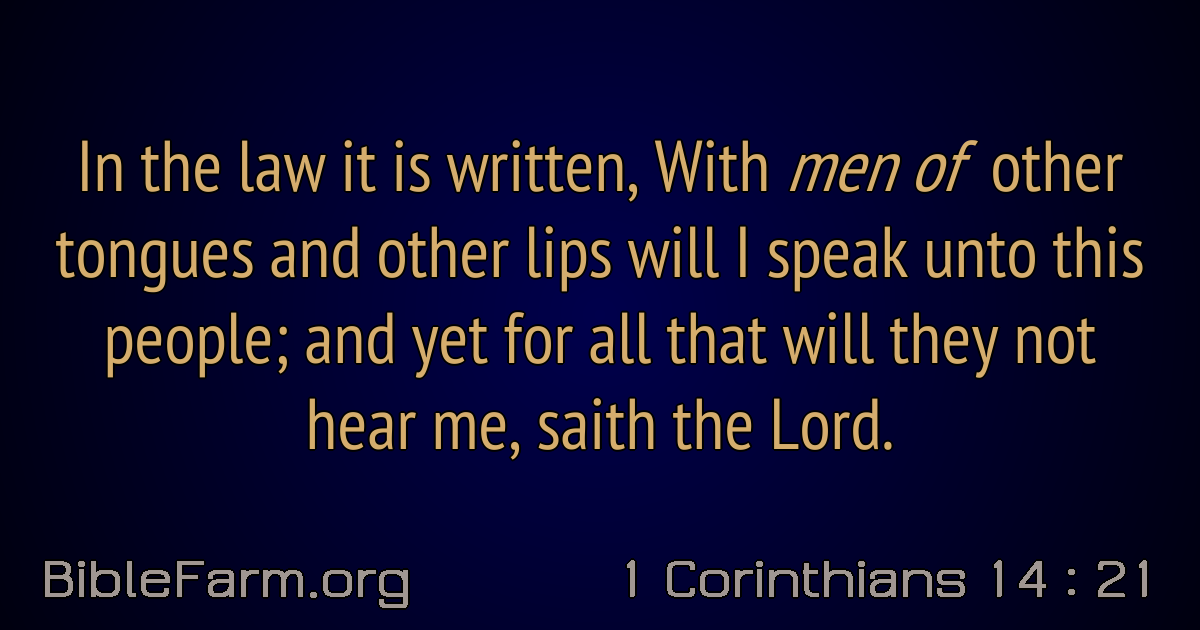 In the law it is written, With men of other
tongues and other lips will I speak unto this
people; and yet for all that will they not
hear me, saith the Lord.
BibleFarm.org
1 Corinthians 14 : 21